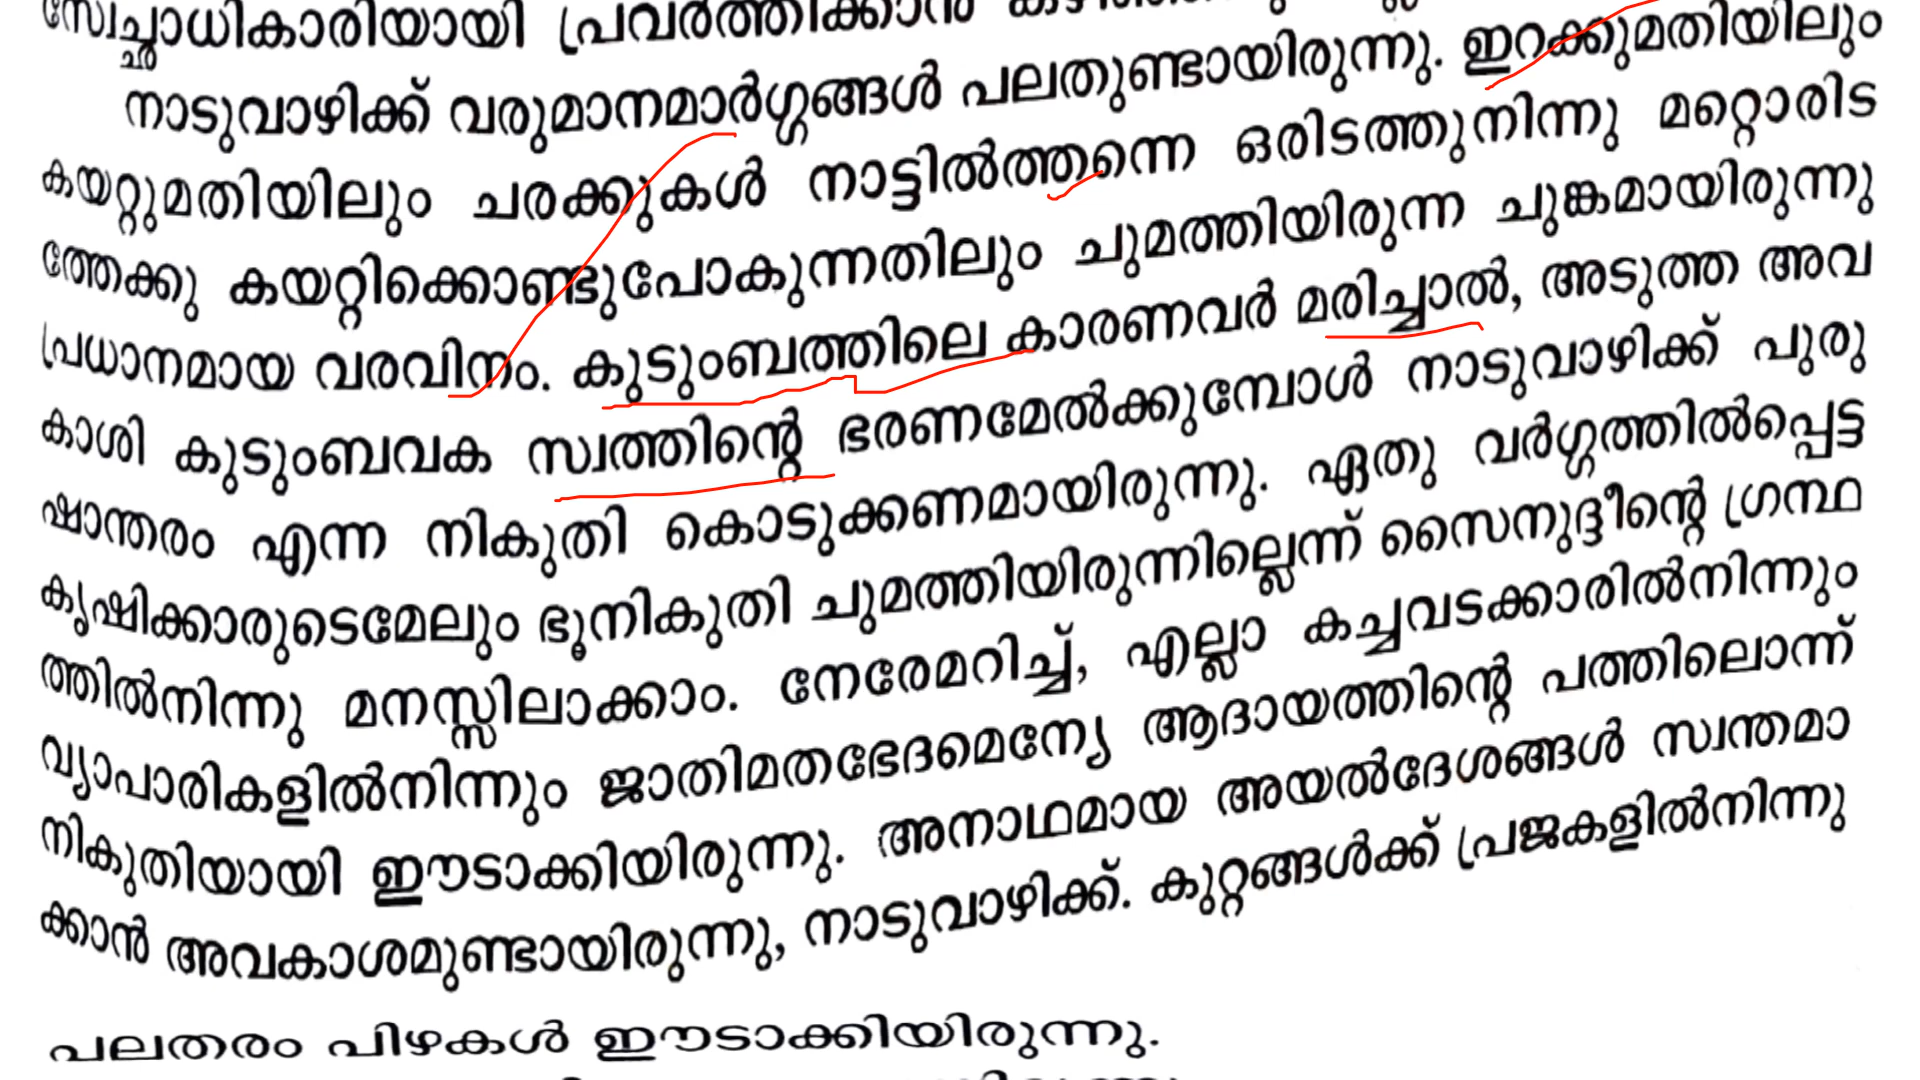 സ്വേച്ഛാധികാരിയായി പ്രവർത്തിക്കാൻ
നാടുവാഴിക്ക് വരുമാനമാർഗ്ഗങ്ങൾ പലതുണ്ടായിരുന്നു. ഇറക്കുമതിയിലും
കയറ്റുമതിയിലും ചരക്കുകൾ നാട്ടിൽത്തന്നെ ഒരിടത്തുനിന്നു മറ്റൊരിട
ത്തേക്കു കയറ്റിക്കൊണ്ടുപോകുന്നതിലും ചുമത്തിയിരുന്ന ചുങ്കമായിരുന്നു
പ്രധാനമായ വരവിനം. കുടുംബത്തിലെ കാരണവർ മരിച്ചാൽ, അടുത്ത അവ
കാശി കുടുംബവക സ്വത്തിന്റെ ഭരണമേൽക്കുമ്പോൾ നാടുവാഴിക്ക് പുരു
ഷാന്തരം എന്ന നികുതി കൊടുക്കണമായിരുന്നു. ഏതു വർഗ്ഗത്തിൽപ്പെട്ട
കൃഷിക്കാരുടെമേലും ഭൂനികുതി ചുമത്തിയിരുന്നില്ലെന്ന് സൈനുദ്ദീന്റെ ഗ്രന്ഥ
ത്തിൽനിന്നു മനസ്സിലാക്കാം. നേരേമറിച്ച്, എല്ലാ കച്ചവടക്കാരിൽനിന്നും
വ്യാപാരികളിൽനിന്നും ജാതിമതഭേദമെന്യേ ആദായത്തിന്റെ പത്തിലൊന്ന്
നികുതിയായി ഈടാക്കിയിരുന്നു. അനാഥമായ അയൽദേശങ്ങൾ സ്വന്തമാ
ക്കാൻ അവകാശമുണ്ടായിരുന്നു, നാടുവാഴിക്ക്. കുറ്റങ്ങൾക്ക് പ്രജകളിൽനിന്നു
പലതരം പിഴകൾ ഈടാക്കിയിരുന്നു.